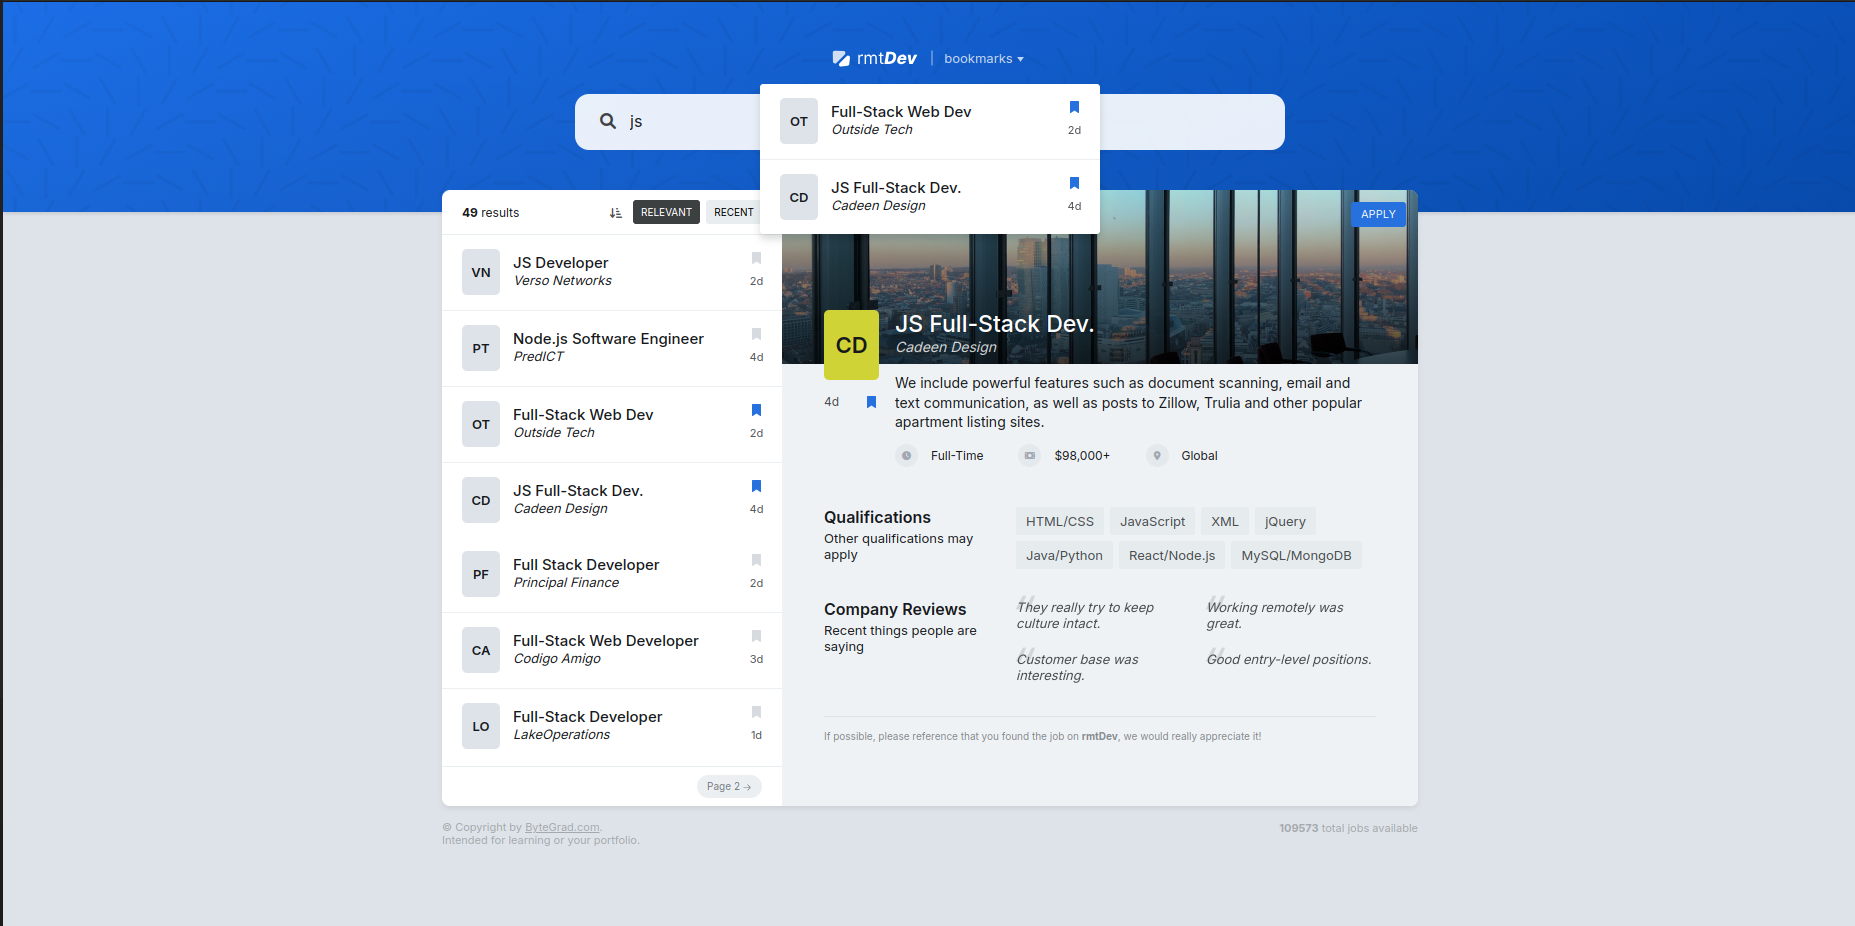 rmtDev
bookmarks
js
OT
Full-Stack Web Dev
Outside Tech
2d
CD
JS Full-Stack Dev.
Cadeen Design
4d
49 results
RELEVANT
RECENT
VN
JS Developer
Verso Networks
2d
PT
Node.js Software Engineer
PredICT
4d
OT
Full-Stack Web Dev
Outside Tech
2d
CD
JS Full-Stack Dev.
Cadeen Design
4d
PF
Full Stack Developer
Principal Finance
2d
CA
Full-Stack Web Developer
Codigo Amigo
3d
LO
Full-Stack Developer
LakeOperations
1d
Page 2 →
APPLY
CD
JS Full-Stack Dev.
Cadeen Design
4d
We include powerful features such as document scanning, email and
text communication, as well as posts to Zillow, Trulia and other popular
apartment listing sites.
Full-Time
$98,000+
Global
Qualifications
Other qualifications may
apply
HTML/CSS
JavaScript
XML
jQuery
Java/Python
React/Node.js
MySQL/MongoDB
Company Reviews
Recent things people are
saying
They really try to keep
culture intact.
Working remotely was
great.
Customer base was
interesting.
Good entry-level positions.
If possible, please reference that you found the job on rmtDev, we would really appreciate it!
© Copyright by ByteGrad.com.
Intended for learning or your portfolio.
109573 total jobs available